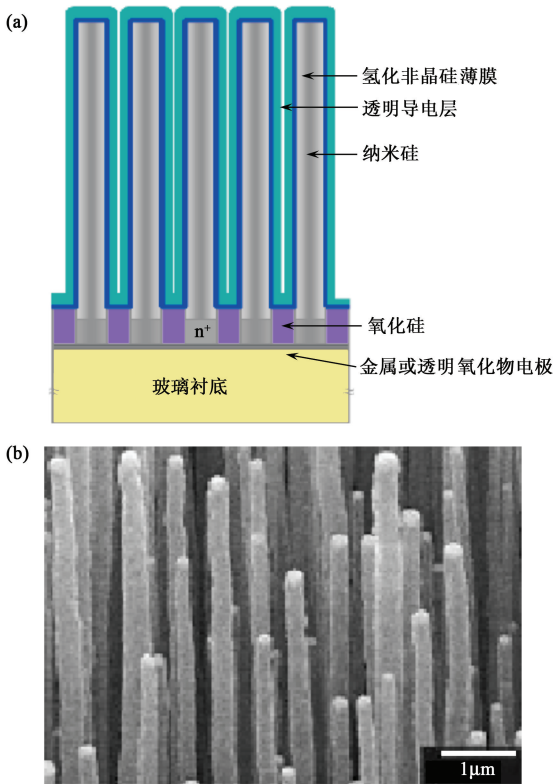 (a)
氢化非晶硅薄膜
透明导电层
纳米硅
n+
氧化硅
金属或透明氧化物电极
玻璃衬底
(b)
1μm